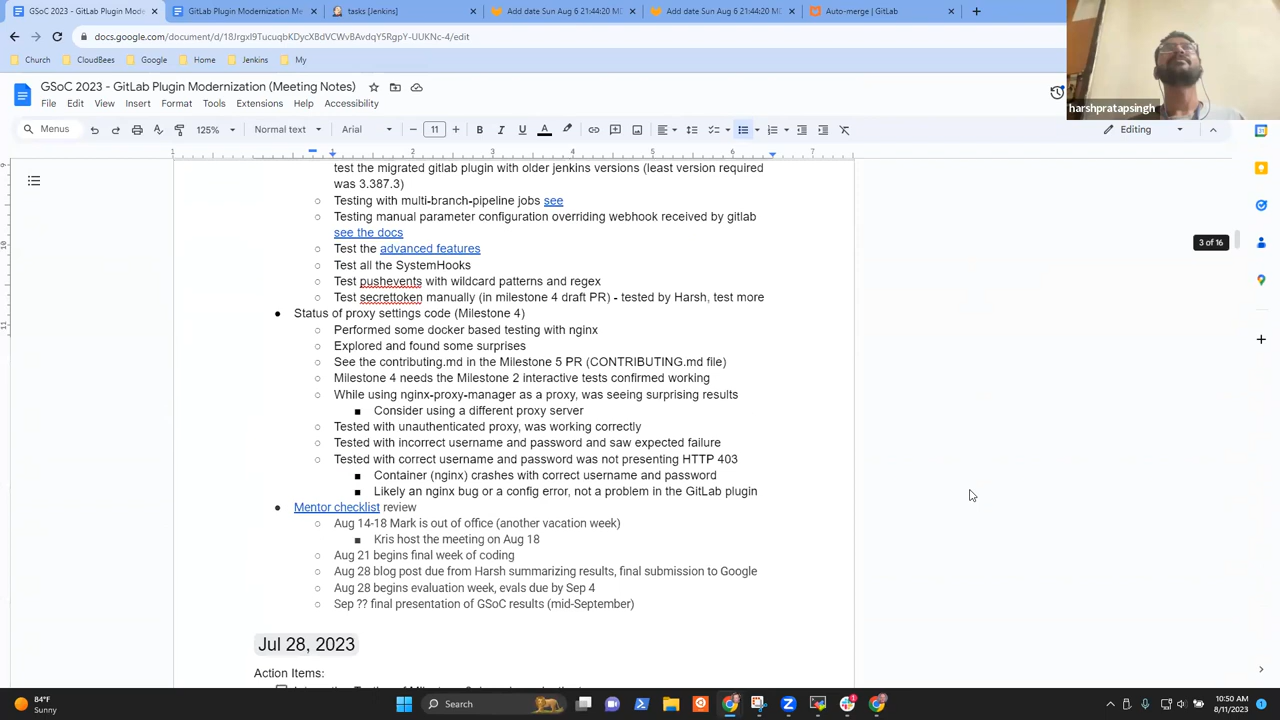 GSoC 2023 - GitLab Plugin Mode
GitLab Plugin Modernization (M
tasks [Jenkins]
Add date Sun Aug 6 21:44:20 M
Add date Sun Aug 6 21:44:20 M
Auto-merge | GitLab
Church CloudBees Google Home Jenkins My
GSoC 2023 - GitLab Plugin Modernization (Meeting Notes)
File Edit View Insert Format Tools Extensions Help Accessibility
harshpratapsingh
Menus 125% Normal text Arial 11 B I U A Editing
1 1 2 3 4 5 6 7
test the migrated gitlab plugin with older jenkins versions (least version required
was 3.387.3)
Testing with multi-branch-pipeline jobs see
Testing manual parameter configuration overriding webhook received by gitlab
see the docs
Test the advanced features
3 of 16
Test all the SystemHooks
Test pushevents with wildcard patterns and regex
Test secrettoken manually (in milestone 4 draft PR) - tested by Harsh, test more
Status of proxy settings code (Milestone 4)
Performed some docker based testing with nginx
Explored and found some surprises
See the contributing.md in the Milestone 5 PR (CONTRIBUTING.md file)
Milestone 4 needs the Milestone 2 interactive tests confirmed working
While using nginx-proxy-manager as a proxy, was seeing surprising results
Consider using a different proxy server
Tested with unauthenticated proxy, was working correctly
Tested with incorrect username and password and saw expected failure
Tested with correct username and password was not presenting HTTP 403
Container (nginx) crashes with correct username and password
Likely an nginx bug or a config error, not a problem in the GitLab plugin
Mentor checklist review
Aug 14-18 Mark is out of office (another vacation week)
Kris host the meeting on Aug 18
Aug 21 begins final week of coding
Aug 28 blog post due from Harsh summarizing results, final submission to Google
Aug 28 begins evaluation week, evals due by Sep 4
Sep ?? final presentation of GSoC results (mid-September)
Jul 28, 2023
Action Items:
84°F
Sunny
Search
10:50 AM
8/11/2023